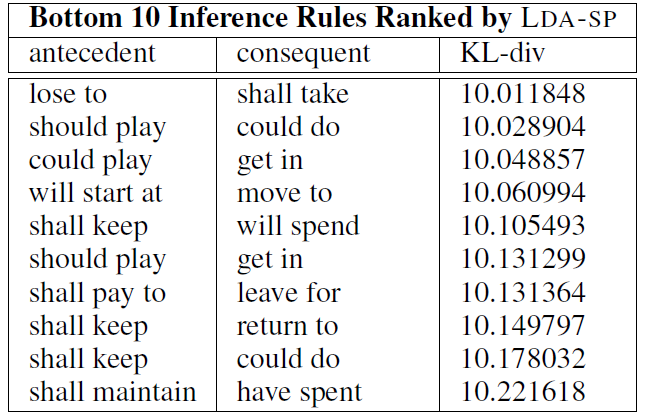 Bottom 10 Inference Rules Ranked by LDA-SP
antecedent consequent KL-div
lose to shall take 10.011848
should play could do 10.028904
could play get in 10.048857
will start at move to 10.060994
shall keep will spend 10.105493
should play get in 10.131299
shall pay to leave for 10.131364
shall keep return to 10.149797
shall keep could do 10.178032
shall maintain have spent 10.221618